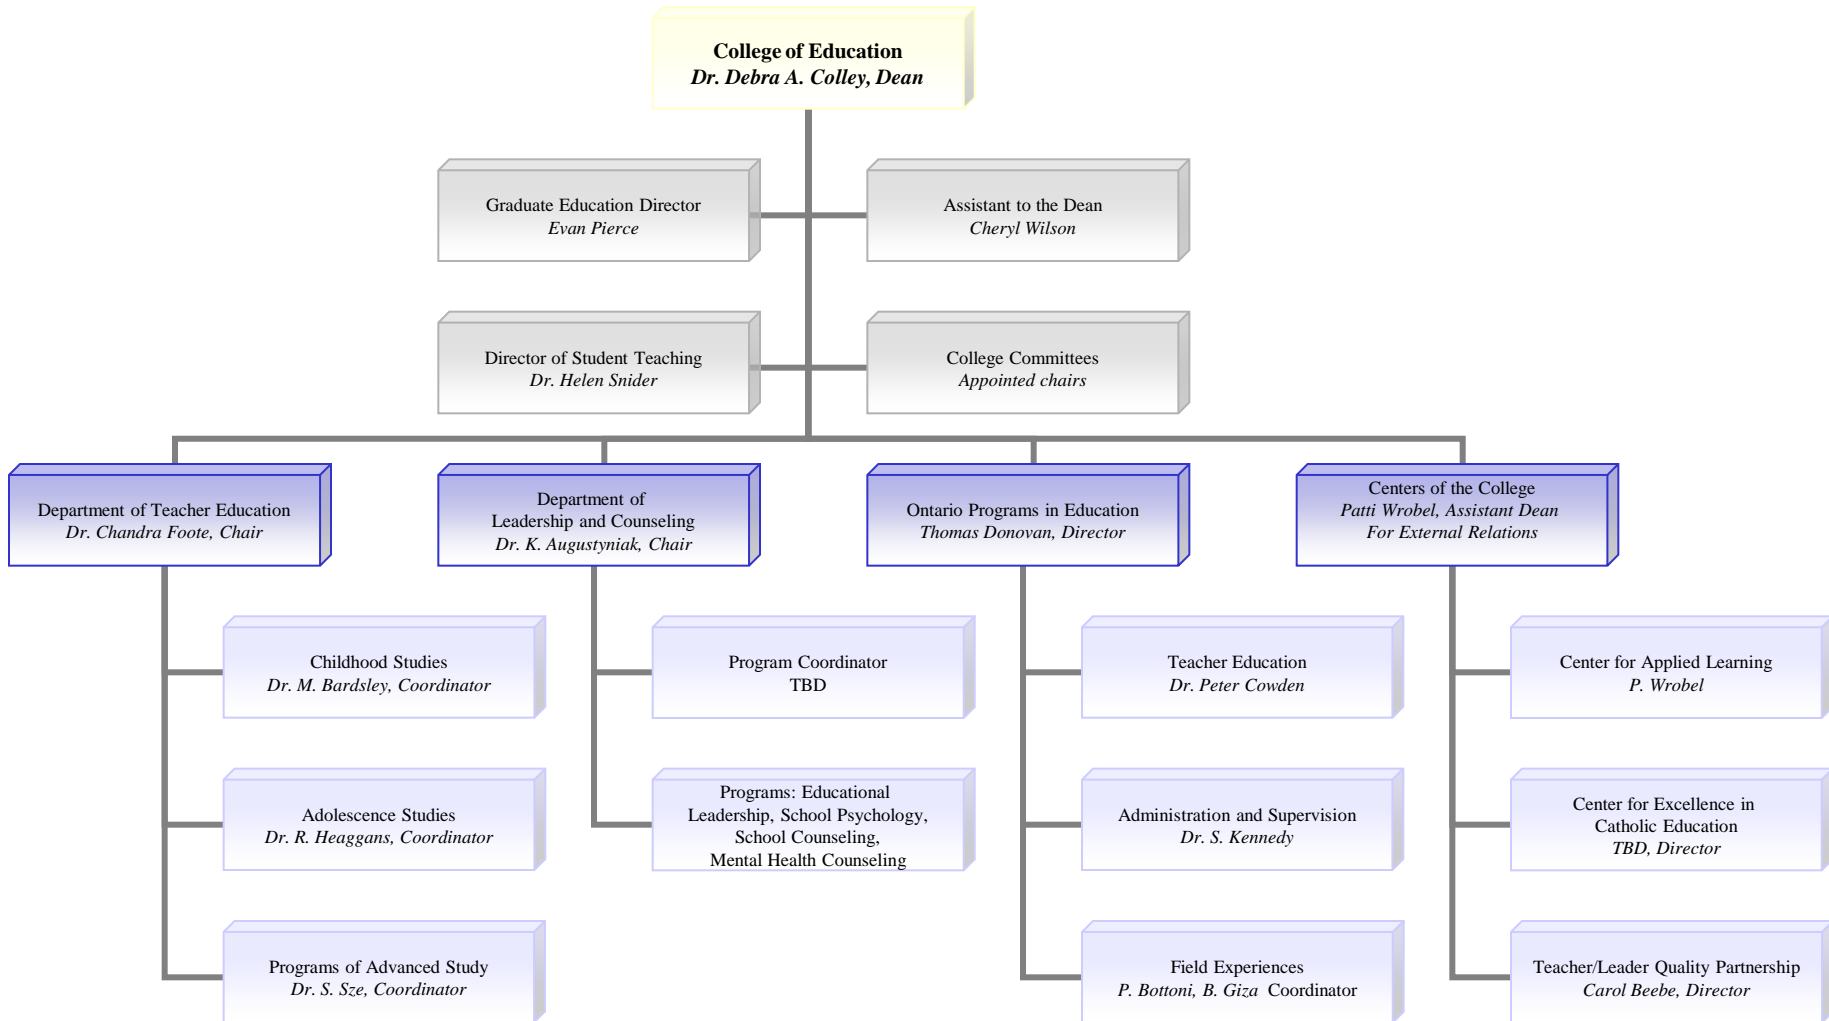 College of Education
Dr. Debra A. Colley, Dean
Graduate Education Director
Evan Pierce
Assistant to the Dean
Cheryl Wilson
Director of Student Teaching
Dr. Helen Snider
College Committees
Appointed chairs
Department of Teacher Education
Dr. Chandra Foote, Chair
Department of
Leadership and Counseling
Dr. K. Augustyniak, Chair
Ontario Programs in Education
Thomas Donovan, Director
Centers of the College
Patti Wrobel, Assistant Dean
For External Relations
Childhood Studies
Dr. M. Bardsley, Coordinator
Program Coordinator
TBD
Teacher Education
Dr. Peter Cowden
Center for Applied Learning
P. Wrobel
Adolescence Studies
Dr. R. Heaggans, Coordinator
Programs: Educational
Leadership, School Psychology,
School Counseling,
Mental Health Counseling
Administration and Supervision
Dr. S. Kennedy
Center for Excellence in
Catholic Education
TBD, Director
Programs of Advanced Study
Dr. S. Sze, Coordinator
Field Experiences
P. Bottoni, B. Giza Coordinator
Teacher/Leader Quality Partnership
Carol Beebe, Director